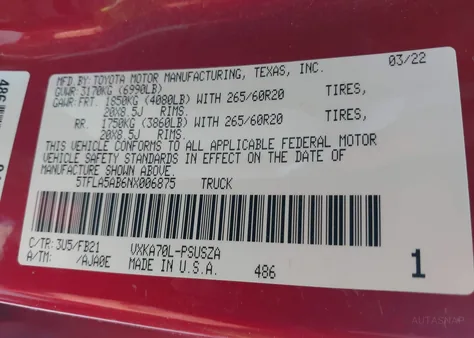 MFD.BY:TOYOTA MOTOR MANUFACTURING, TEXAS, INC. 03/22
GVWR 3170KG (6990LB)
GAWR FRT. 1850KG (4080LB) WITH 265/60R20 TIRES,
20X8.5J RIMS
RR. 1750KG (3860LB) WITH 265/60R20 TIRES,
20X8.5J RIMS.
THIS VEHICLE CONFORMS TO ALL APPLICABLE FEDERAL MOTOR
VEHICLE SAFETY STANDARDS IN EFFECT ON THE DATE OF
MANUFACTURE SHOWN ABOVE.
5TFLA5AB6NX006875 TRUCK
C/TR: 3U5/FB21 VXKA70L-PSUSZA
A/TM: /AJA0E MADE IN U.S.A. 486 1
486
AUTASNAP